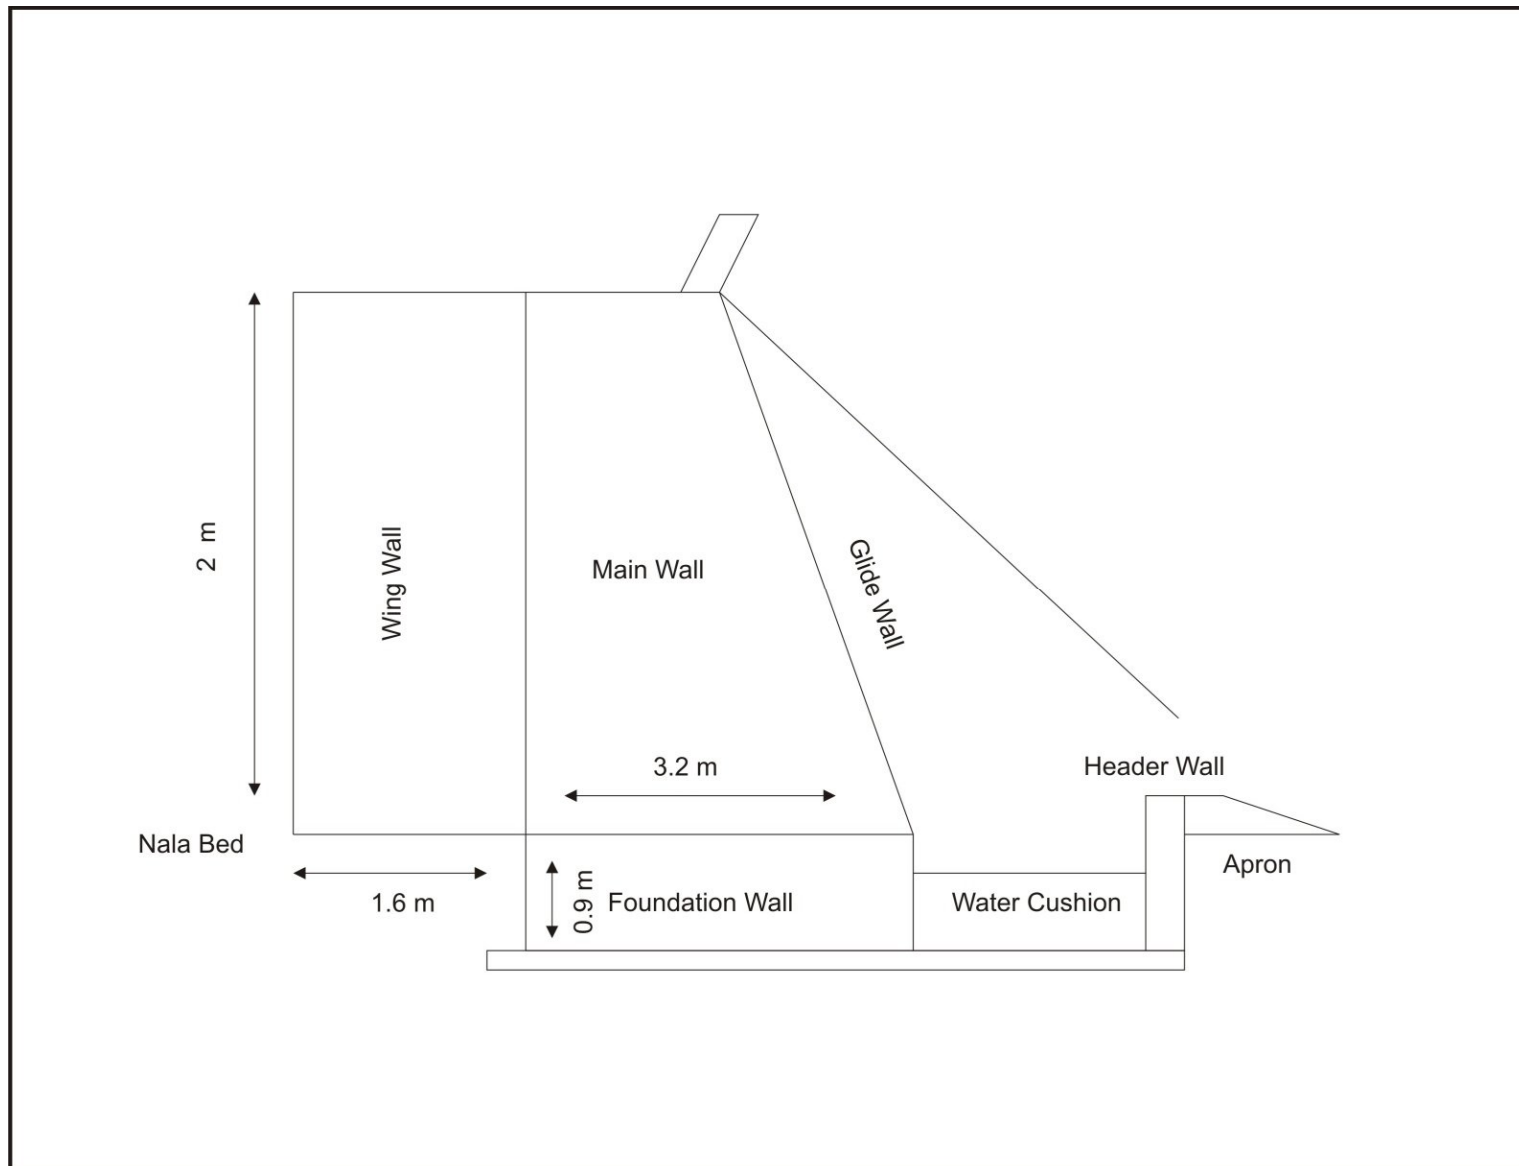 2 m
Wing Wall
Main Wall
Glide Wall
3.2 m
Header Wall
Nala Bed
1.6 m
0.9 m
Foundation Wall
Water Cushion
Apron